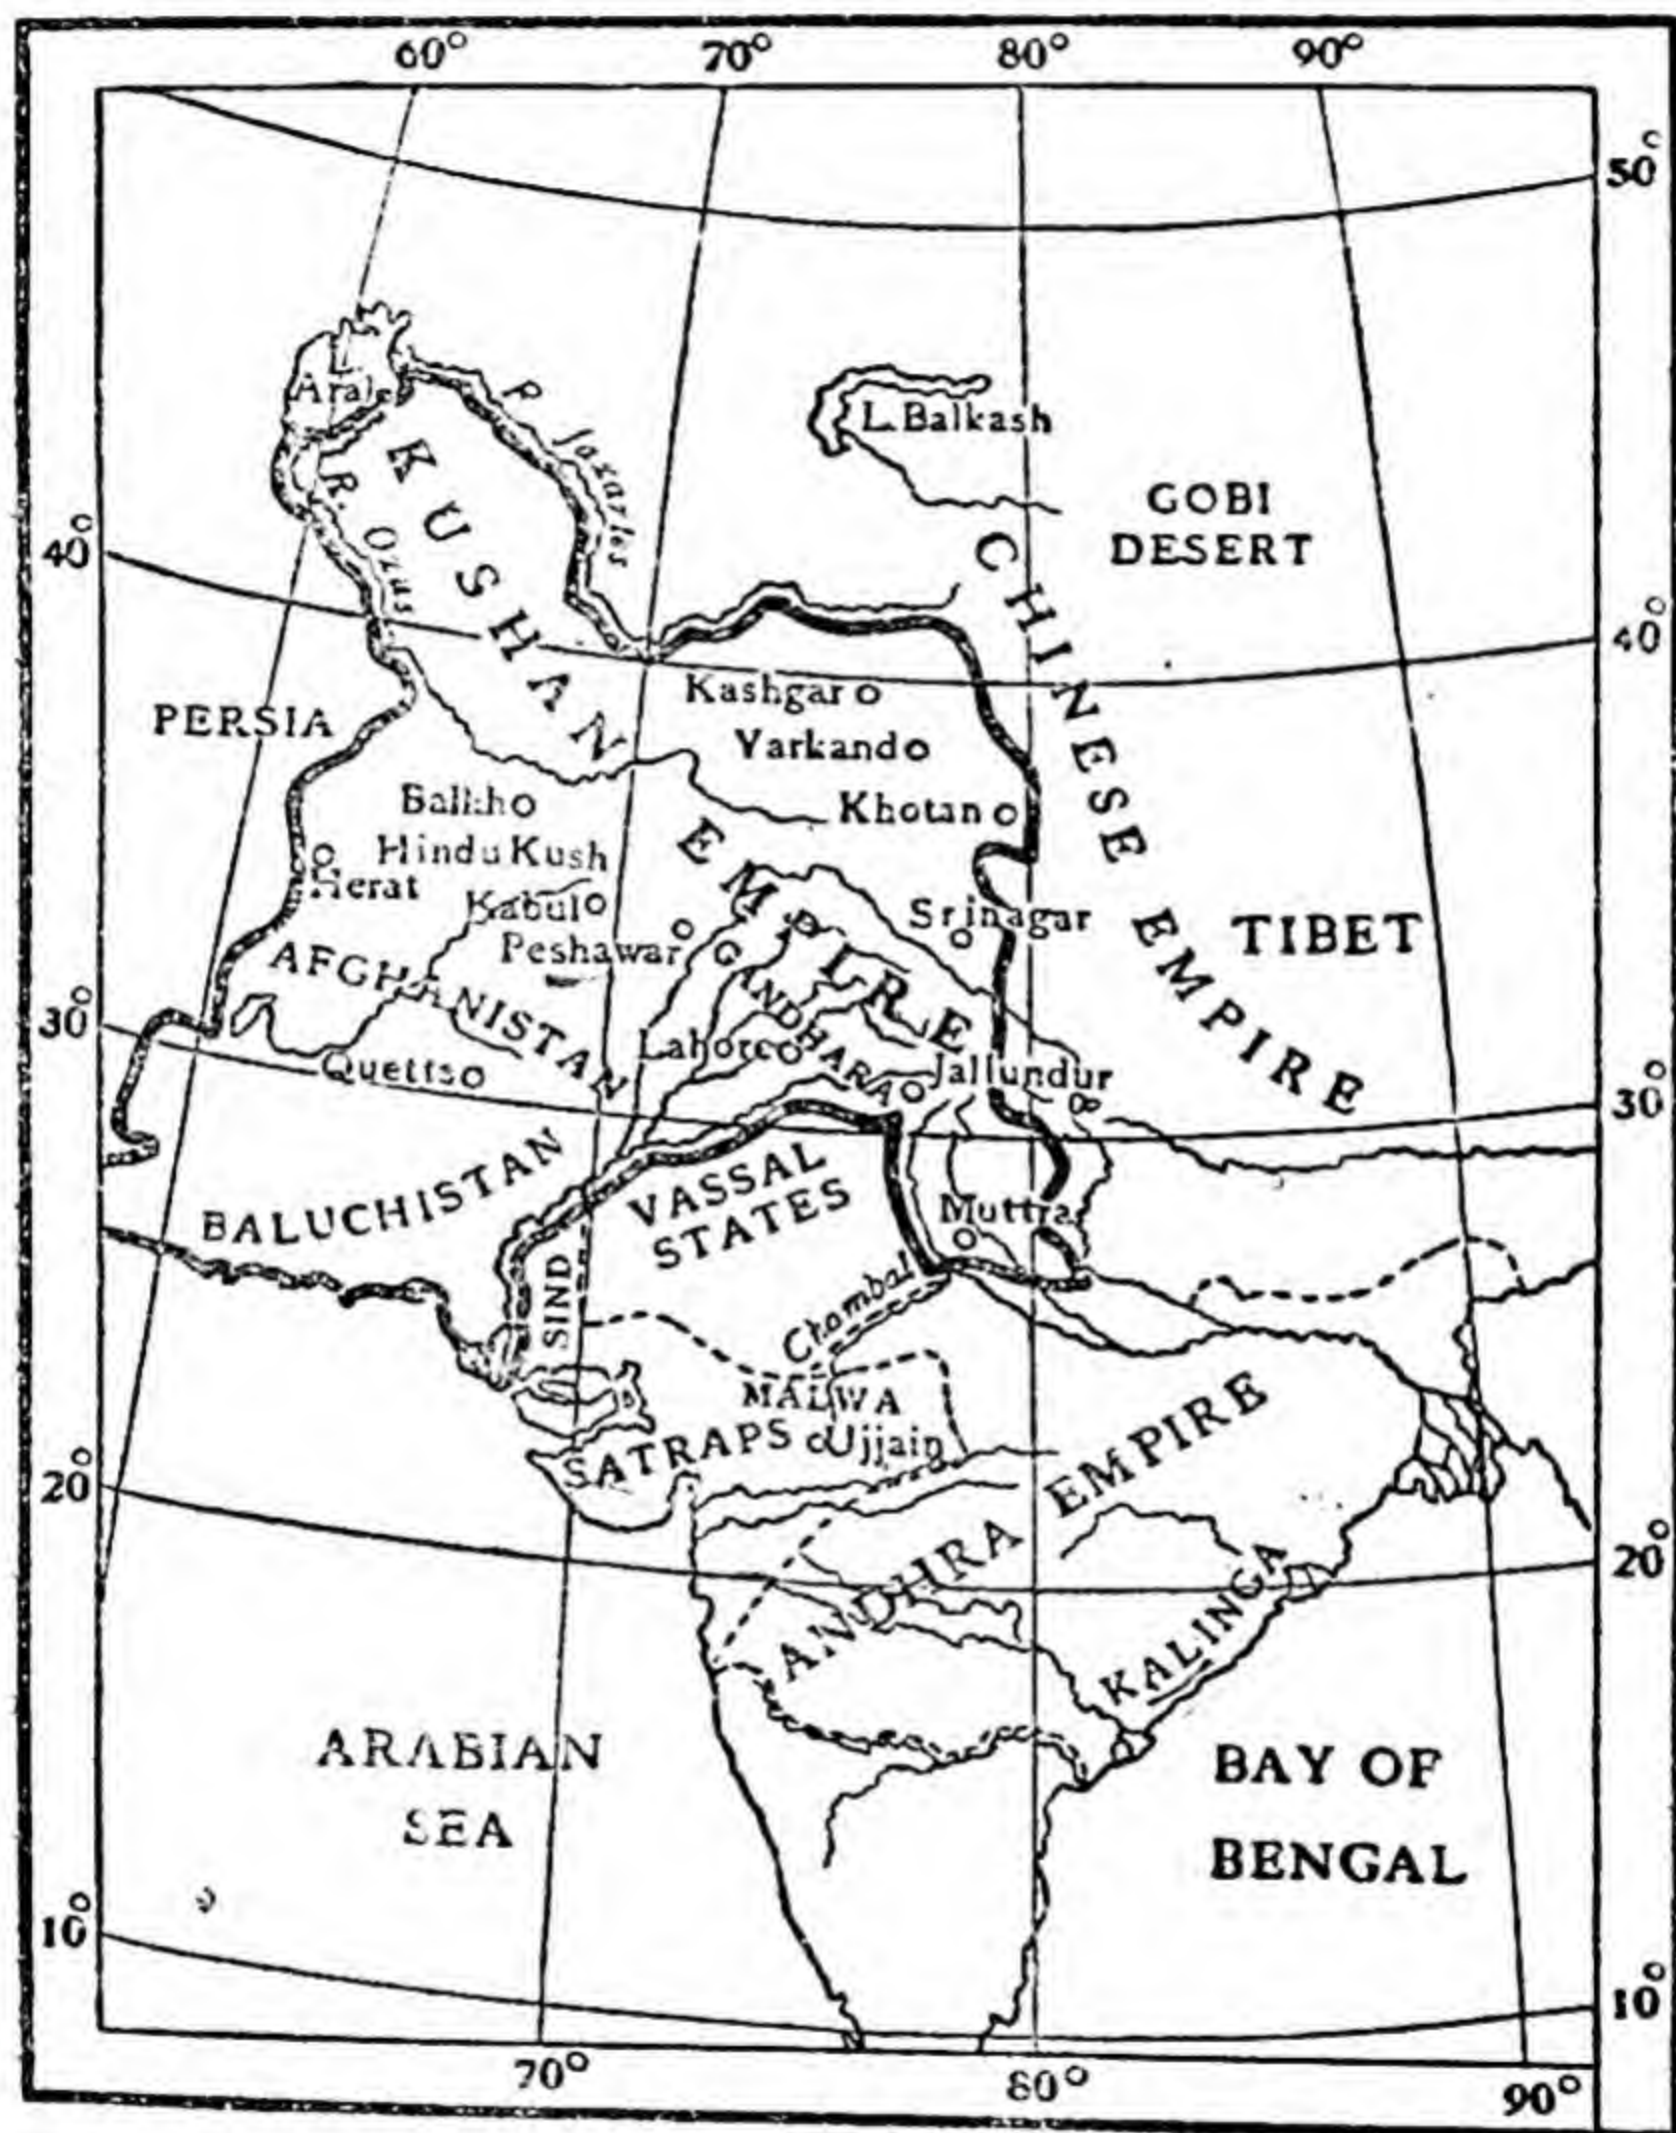 60° 70° 80° 90°
50°
L.
Aral
R. Jaxartes
L. Balkash
R. Oxus
GOBI
DESERT
40° 40°
KUSHAN EMPIRE
CHINESE EMPIRE
Kashgar
PERSIA
Yarkand
Balkh
Khotan
Hindu Kush
Herat
Kabul
Srinagar
TIBET
Peshawar
AFGHANISTAN
GANDHARA
30° 30°
Lahore
Quetta
Jallundur
BALUCHISTAN
VASSAL
STATES
Muttra
SIND
Chambal
MALWA
SATRAPS Ujjain
20° 20°
ANDHRA EMPIRE
KALINGA
ARABIAN
SEA
BAY OF
BENGAL
10° 10°
70° 80° 90°